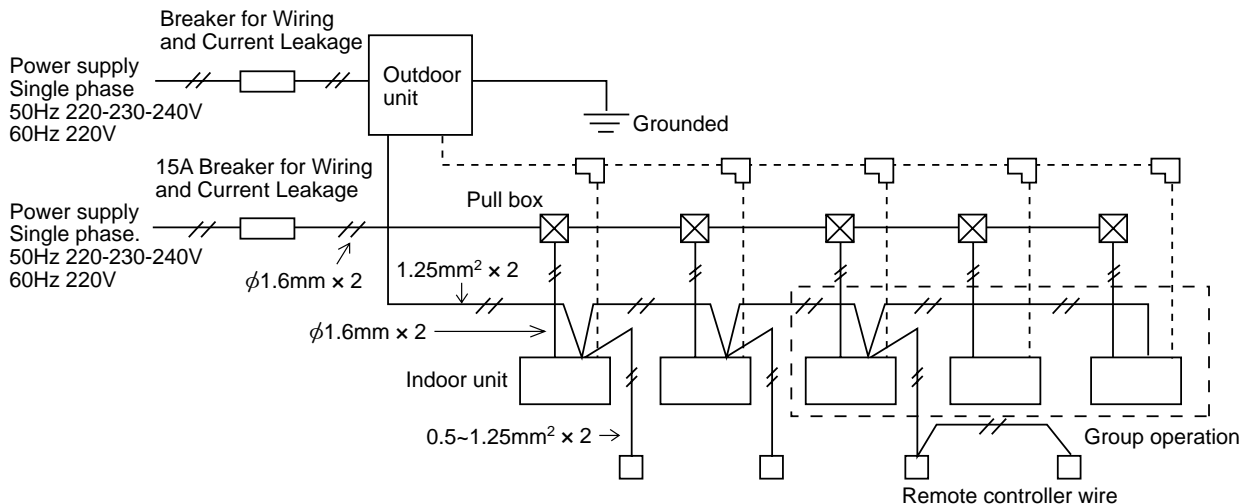 Breaker for Wiring
and Current Leakage
Power supply
Single phase
50Hz 220-230-240V
60Hz 220V
Outdoor
unit
Grounded
15A Breaker for Wiring
and Current Leakage
Power supply
Single phase.
50Hz 220-230-240V
60Hz 220V
Pull box
ϕ1.6mm × 2
1.25mm² × 2
ϕ1.6mm × 2
Indoor unit
0.5~1.25mm² × 2
Group operation
Remote controller wire